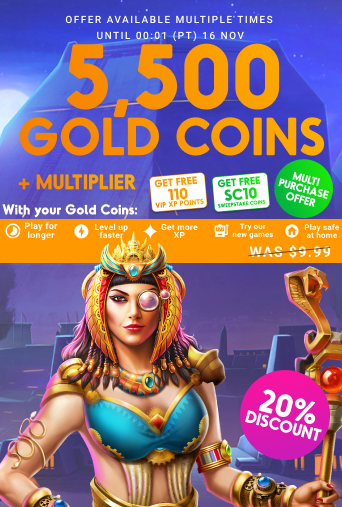 OFFER AVAILABLE MULTIPLE TIMES
UNTIL 00:01 (PT) 16 NOV
5,500
GOLD COINS
+ MULTIPLIER
GET FREE
110
VIP XP POINTS
GET FREE
SC10
SWEEPSTAKE COINS
MULTI
PURCHASE
OFFER
With your Gold Coins:
Play for
longer
Level up
faster
Get more
XP
Try our
new games
Play safe
at home
WAS $9.99
20%
DISCOUNT